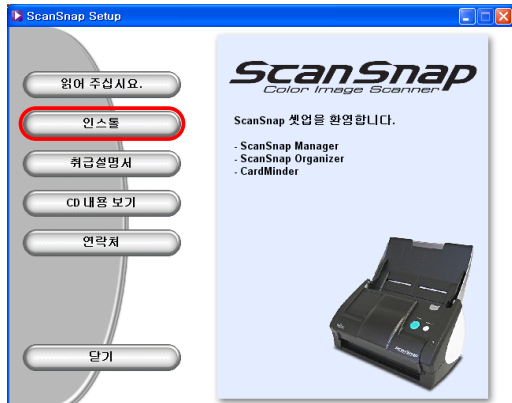 ScanSnap Setup
읽어 주십시요.
인스톨
취급설명서
CD 내용 보기
연락처
닫기
ScanSnap
Color Image Scanner
ScanSnap 셋업을 환영합니다.
- ScanSnap Manager
- ScanSnap Organizer
- CardMinder
ScanSnap